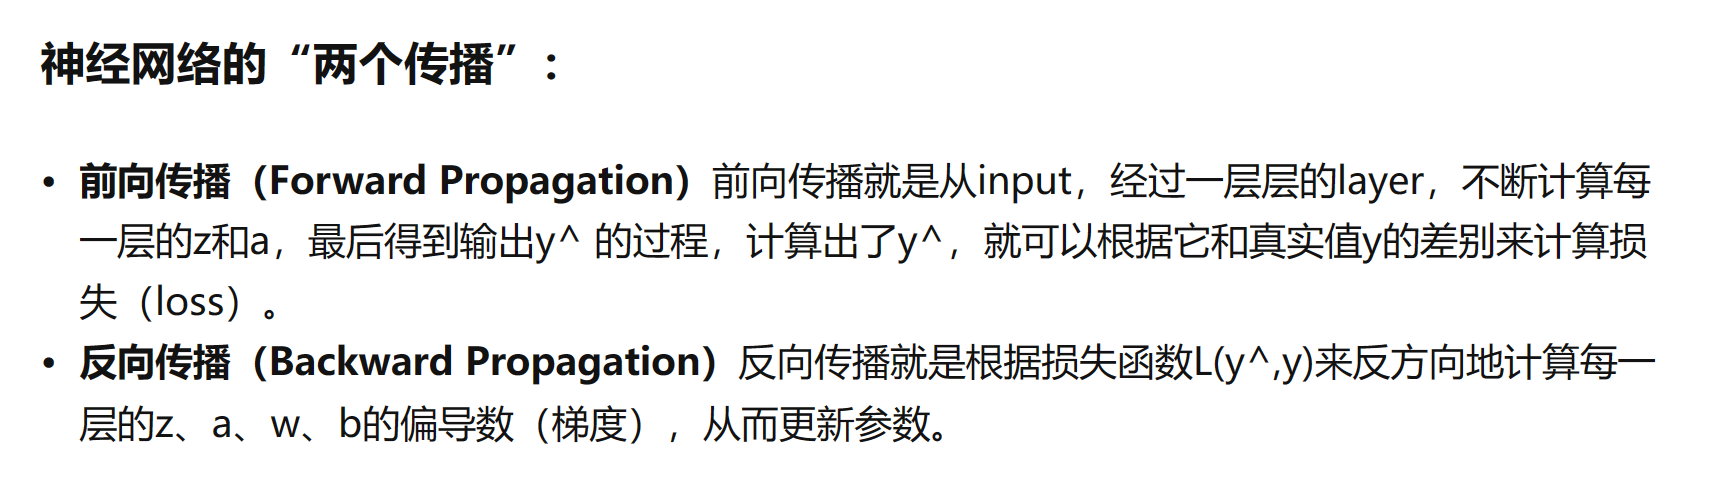 神经网络的“两个传播”：
• 前向传播（Forward Propagation）前向传播就是从input，经过一层层的layer，不断计算每
一层的z和a，最后得到输出y^ 的过程，计算出了y^，就可以根据它和真实值y的差别来计算损
失（loss）。
• 反向传播（Backward Propagation）反向传播就是根据损失函数L(y^,y)来反方向地计算每一
层的z、a、w、b的偏导数（梯度），从而更新参数。